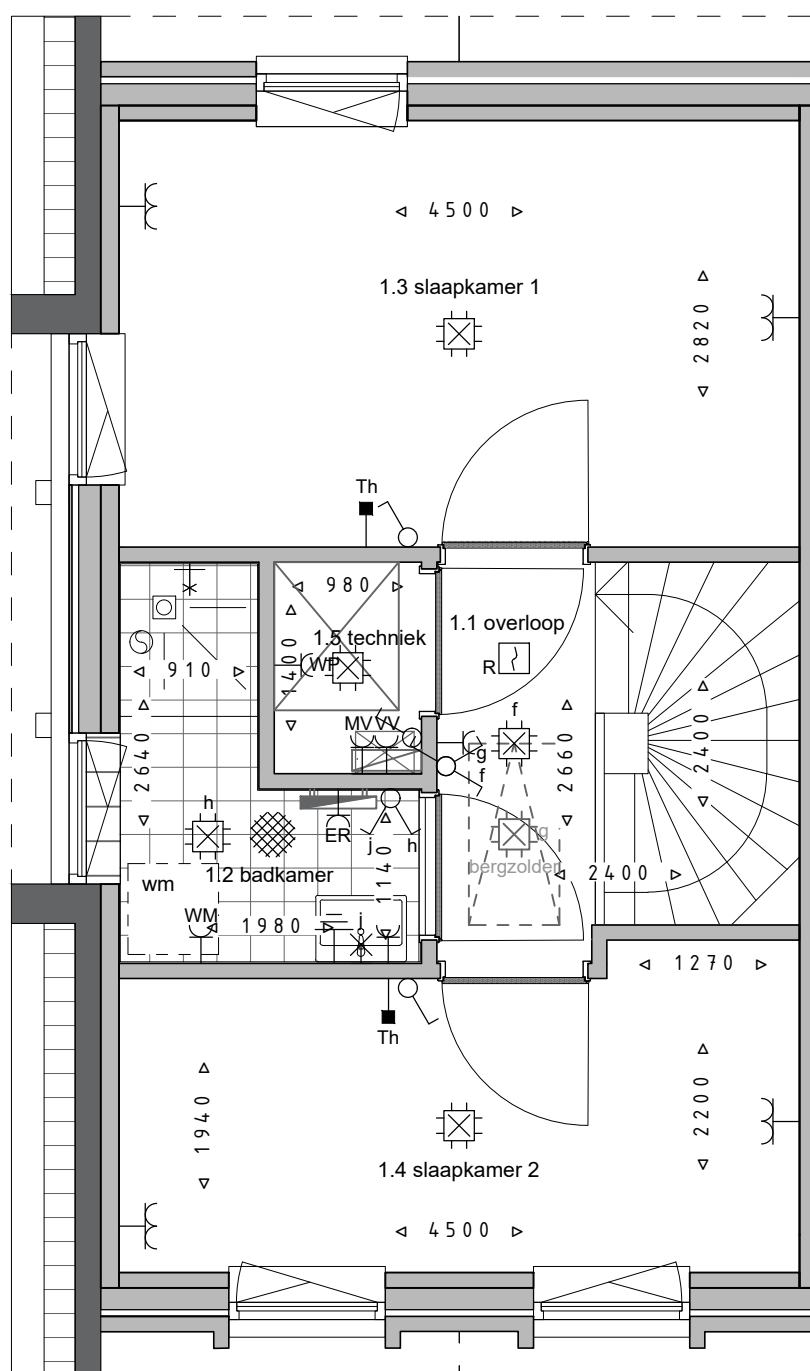 4500
1.3 slaapkamer 1
2820
Th
980
1.5 techniek
1.1 overloop
WP
R
910
1400
f
MV VV
g
f
2640
2660
2400
h
ER
j
h
g
bergzolder
1140
1.2 badkamer
2400
wm
WM
1980
j
1270
Th
1940
2200
1.4 slaapkamer 2
4500